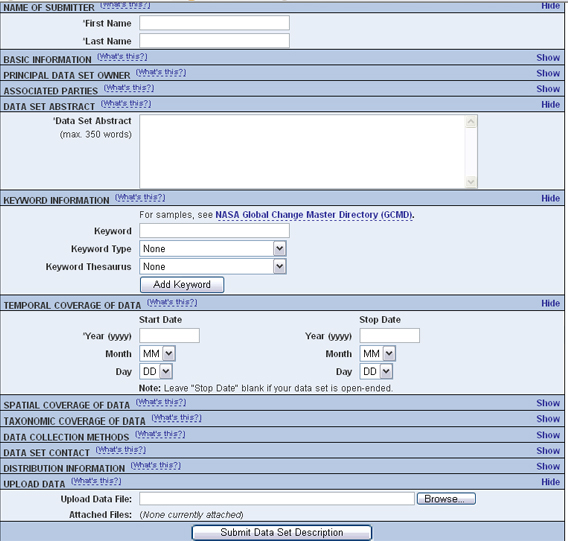 NAME OF SUBMITTER (What's this?) Hide
*First Name
*Last Name
BASIC INFORMATION (What's this?) Show
PRINCIPAL DATA SET OWNER (What's this?) Show
ASSOCIATED PARTIES (What's this?) Show
DATA SET ABSTRACT (What's this?) Hide
*Data Set Abstract
(max. 350 words)
KEYWORD INFORMATION (What's this?) Hide
For samples, see NASA Global Change Master Directory (GCMD).
Keyword
Keyword Type None
Keyword Thesaurus None
Add Keyword
TEMPORAL COVERAGE OF DATA (What's this?) Hide
Start Date Stop Date
*Year (yyyy) Year (yyyy)
Month MM Month MM
Day DD Day DD
Note: Leave "Stop Date" blank if your data set is open-ended.
SPATIAL COVERAGE OF DATA (What's this?) Show
TAXONOMIC COVERAGE OF DATA (What's this?) Show
DATA COLLECTION METHODS (What's this?) Show
DATA SET CONTACT (What's this?) Show
DISTRIBUTION INFORMATION (What's this?) Show
UPLOAD DATA (What's this?) Hide
Upload Data File: Browse...
Attached Files: (None currently attached)
Submit Data Set Description